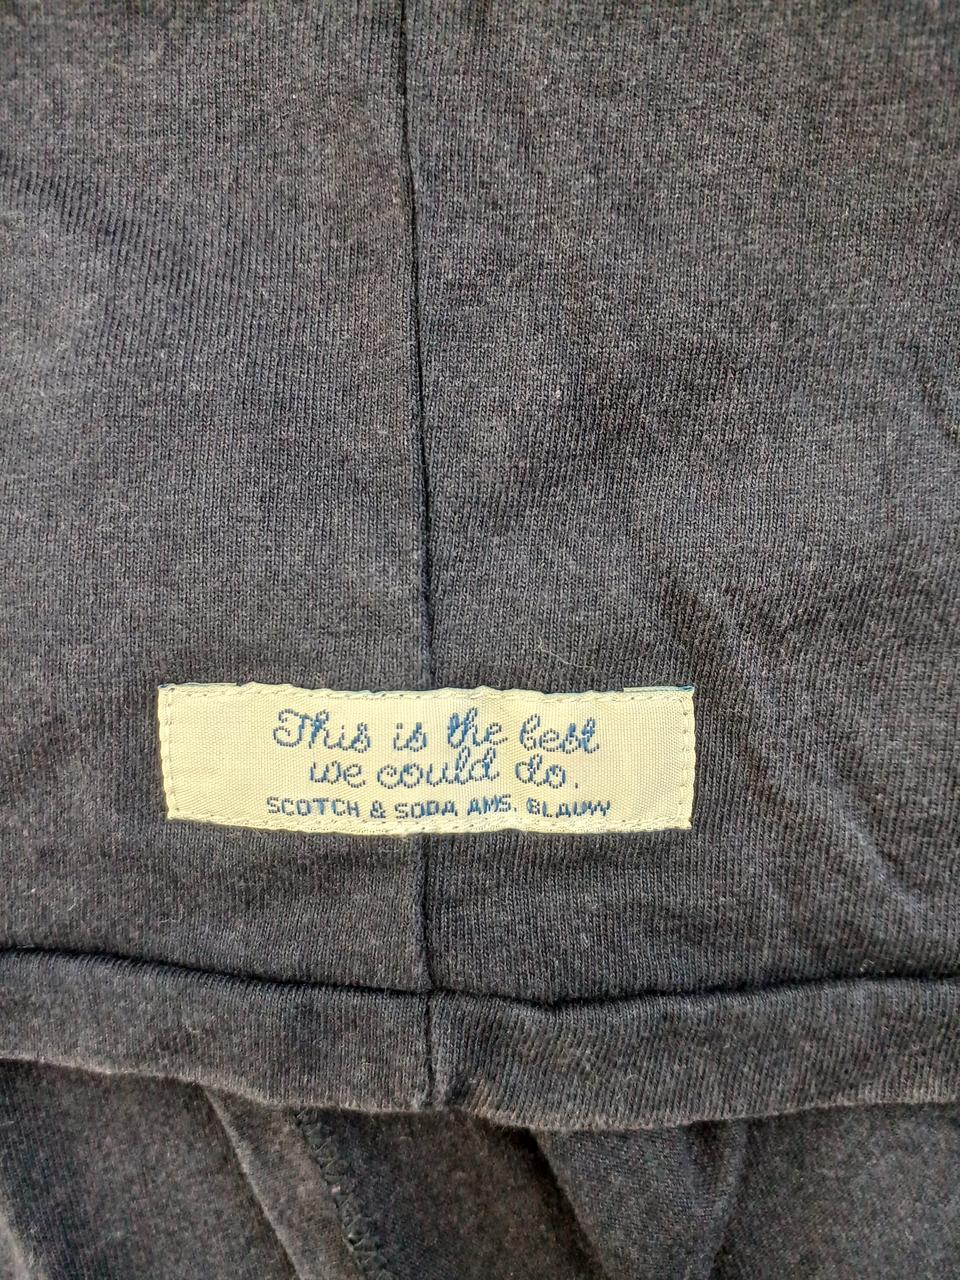 This is the best
we could do.
SCOTCH & SODA AMS. BLAUW